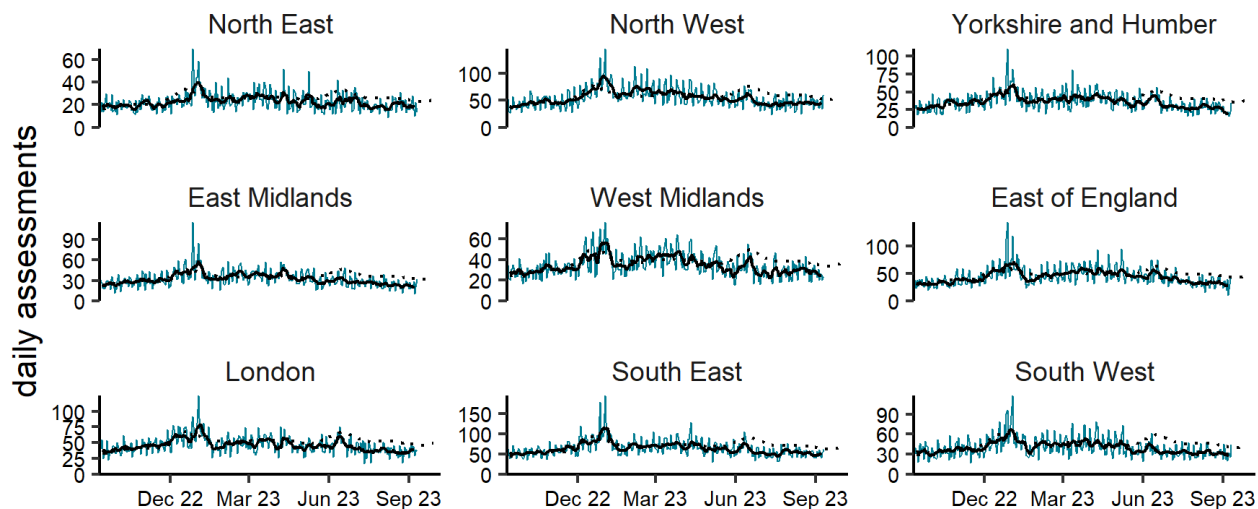 North East
North West
Yorkshire and Humber
60
40
20
0
100
50
0
100
75
50
25
0
East Midlands
West Midlands
East of England
90
60
30
0
60
40
20
0
100
50
0
London
South East
South West
100
75
50
25
0
150
100
50
0
90
60
30
0
Dec 22 Mar 23 Jun 23 Sep 23
Dec 22 Mar 23 Jun 23 Sep 23
Dec 22 Mar 23 Jun 23 Sep 23
daily assessments